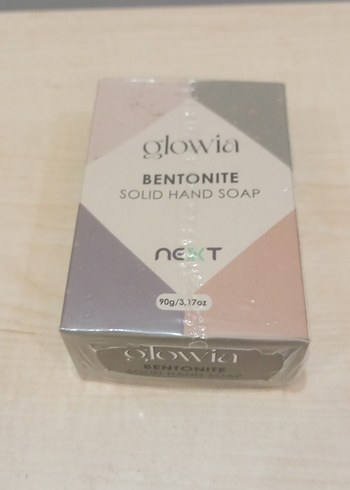 glowia
BENTONITE
SOLID HAND SOAP
NEXT
90g/3,17oz
glowia
BENTONITE
SOLID HAND SOAP